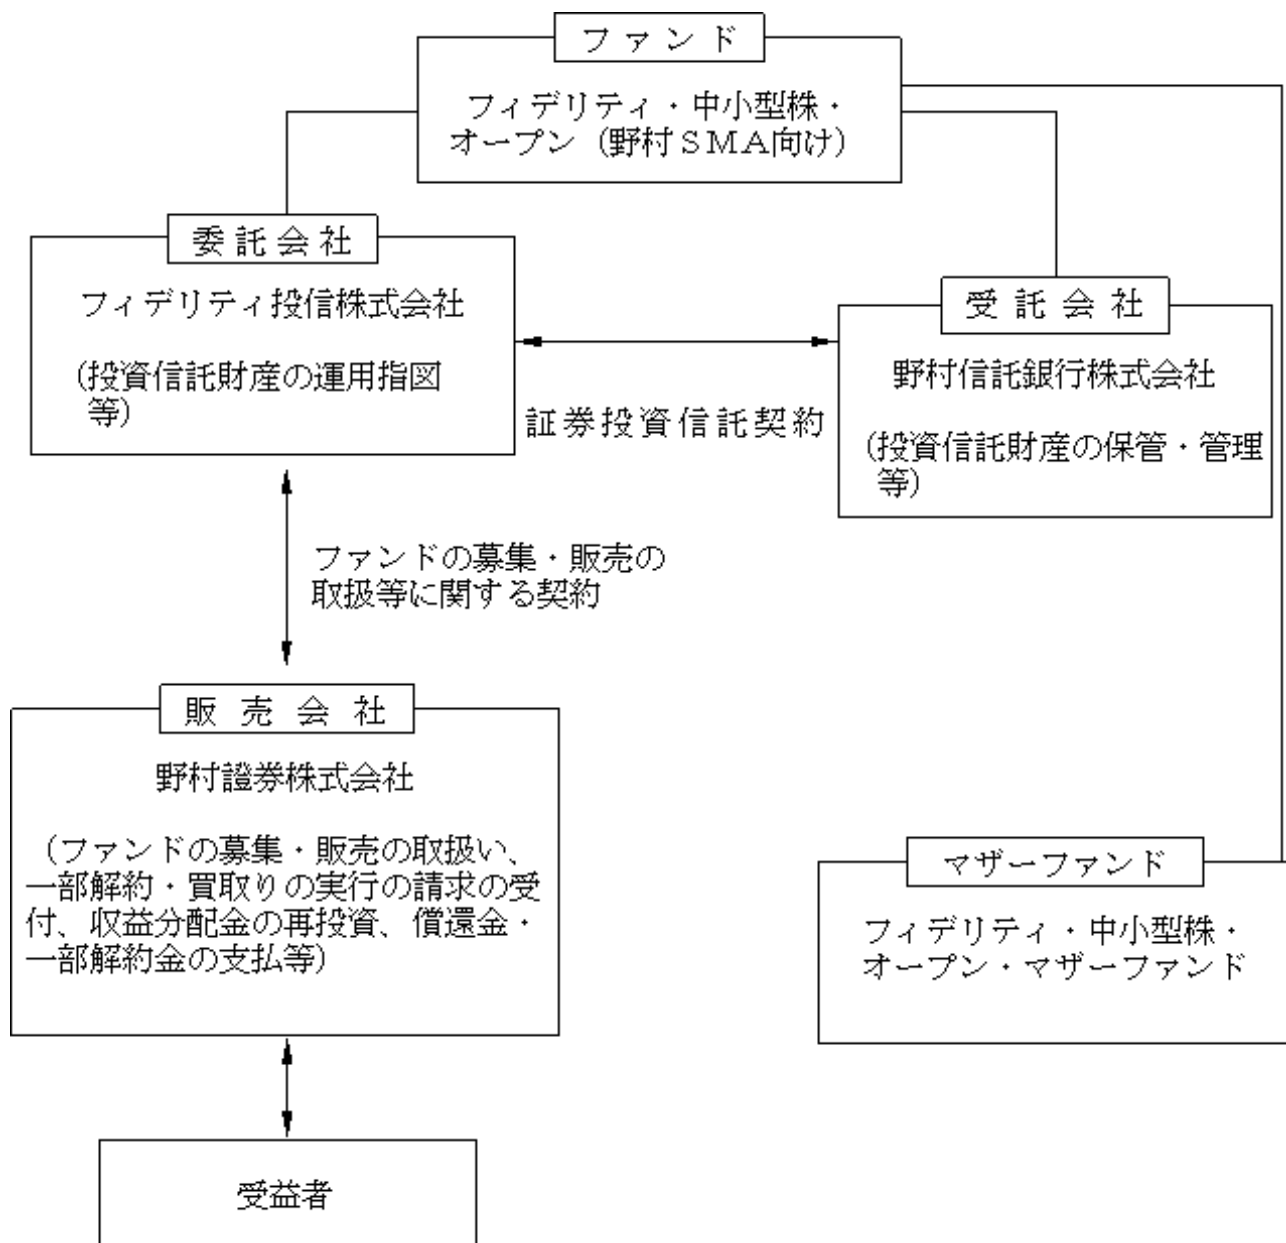 ファンド
フィデリティ・中小型株・
オープン（野村ＳＭＡ向け）
委託会社
フィデリティ投信株式会社
（投資信託財産の運用指図
等）
受託会社
野村信託銀行株式会社
（投資信託財産の保管・管理
等）
証券投資信託契約
ファンドの募集・販売の
取扱等に関する契約
販売会社
野村證券株式会社
（ファンドの募集・販売の取扱い、
一部解約・買取りの実行の請求の受
付、収益分配金の再投資、償還金・
一部解約金の支払等）
マザーファンド
フィデリティ・中小型株・
オープン・マザーファンド
受益者